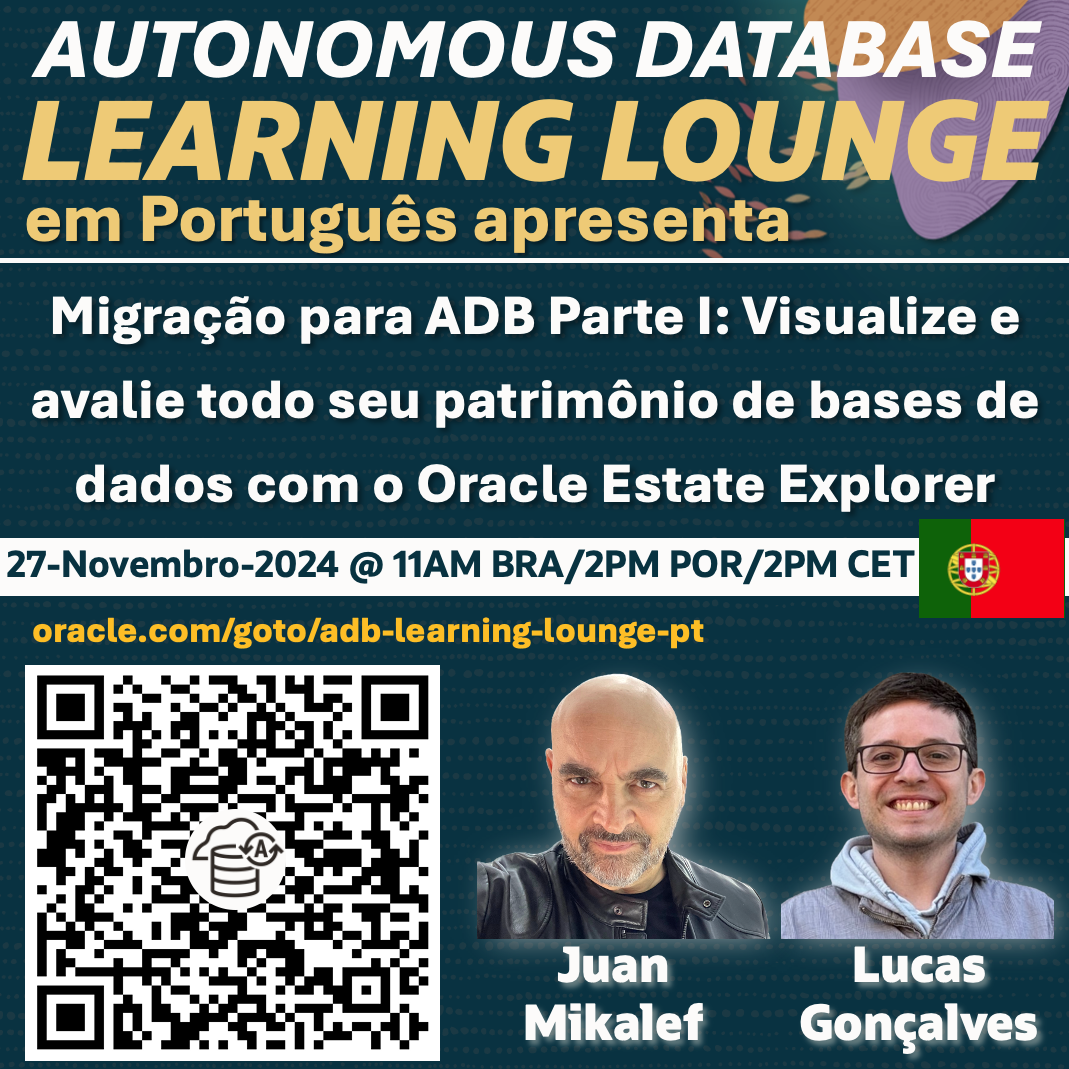 AUTONOMOUS DATABASE
LEARNING LOUNGE
em Português apresenta
Migração para ADB Parte I: Visualize e
avalie todo seu patrimônio de bases de
dados com o Oracle Estate Explorer
27-Novembro-2024 @ 11AM BRA/2PM POR/2PM CET
oracle.com/goto/adb-learning-lounge-pt
A
Juan
Mikalef
Lucas
Gonçalves